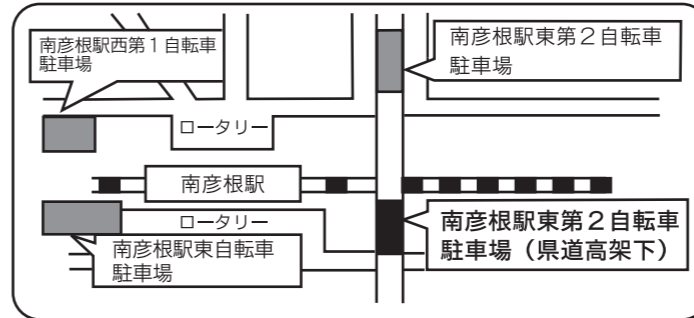 南彦根駅西第１自転車
駐車場
南彦根駅東第２自転車
駐車場
ロータリー
南彦根駅
ロータリー
南彦根駅東自転車
駐車場
南彦根駅東第２自転車
駐車場（県道高架下）